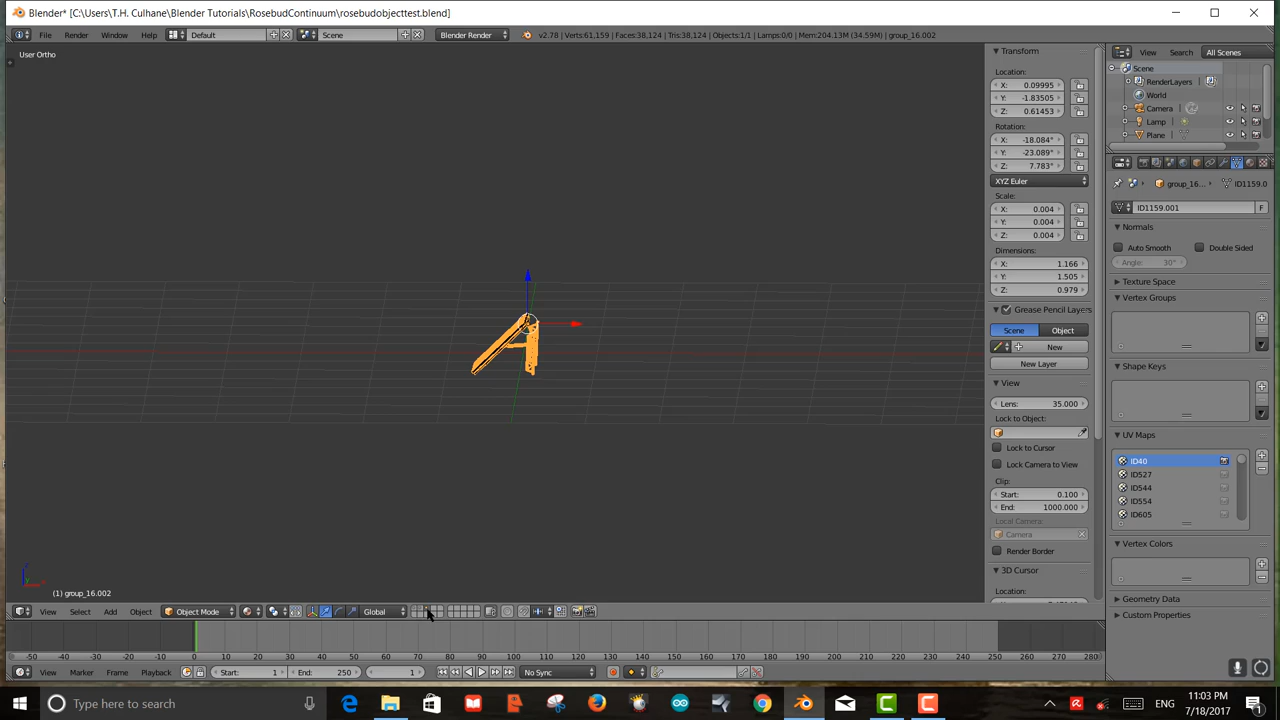 Blender* [C:\Users\T.H. Culhane\Blender Tutorials\RosebudContinuum\rosebudobjecttest.blend]
File Render Window Help Default Scene Blender Render v2.78 | Verts:61,159 | Faces:38,124 | Tris:38,124 | Objects:1/1 | Lamps:0/0 | Mem:204.13M (34.59M) | group_16.002
View Search All Scenes
User Ortho
Transform
Location:
X: 0.09995
Y: -1.83505
Z: 0.61453
Rotation:
X: -18.084°
Y: -23.089°
Z: 7.783°
XYZ Euler
Scale:
X: 0.004
Y: 0.004
Z: 0.004
Dimensions:
X: 1.166
Y: 1.505
Z: 0.979
Grease Pencil Layers
Scene Object
New
New Layer
View
Lens: 35.000
Lock to Object:
Lock to Cursor
Lock Camera to View
Clip:
Start: 0.100
End: 1000.000
Local Camera:
Camera
Render Border
3D Cursor
Scene
RenderLayers
World
Camera
Lamp
Plane
group_16... ID1159.0
ID1159.001 F
Normals
Auto Smooth Double Sided
Angle: 30°
Texture Space
Vertex Groups
Shape Keys
UV Maps
ID40
ID527
ID544
ID554
ID605
Vertex Colors
Geometry Data
Custom Properties
(1) group_16.002
View Select Add Object Object Mode Global
-50 -40 -30 -20 -10 0 10 20 30 40 50 60 70 80 90 100 110 120 130 140 150 160 170 180 190 200 210 220 230 240 250 260 270 280
View Marker Frame Playback Start: 1 End: 250 1 No Sync
Type here to search
11:03 PM
7/18/2017